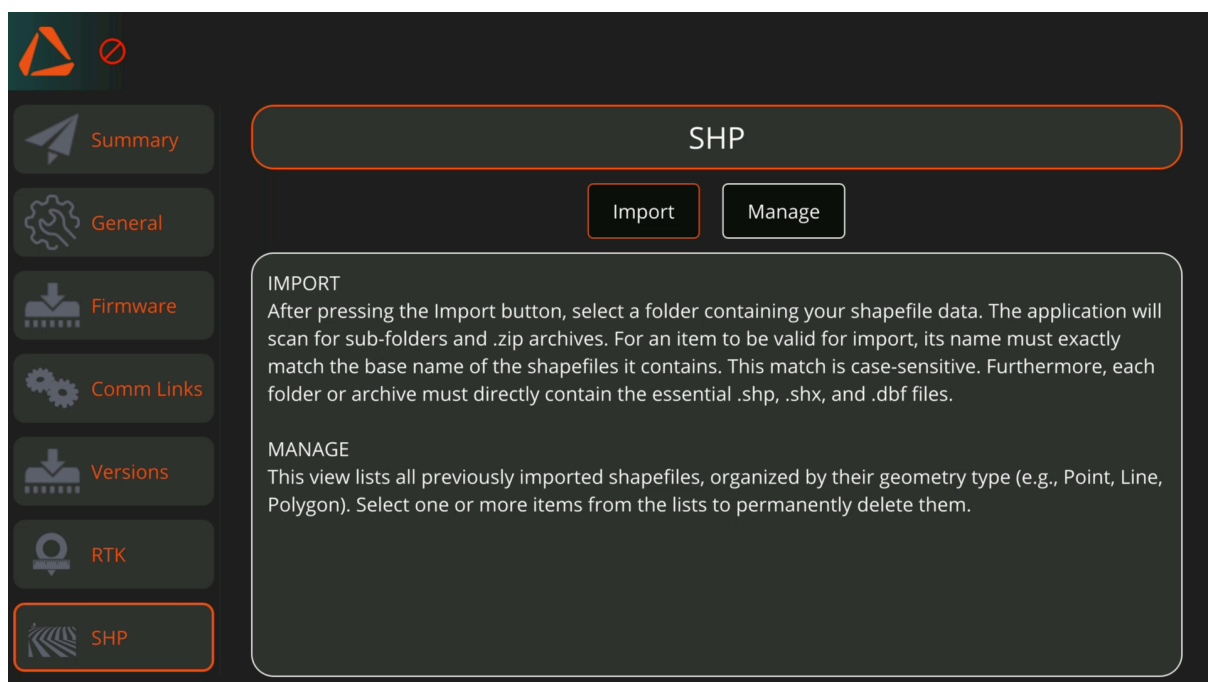 Summary
General
Firmware
Comm Links
Versions
RTK
SHP
SHP
Import
Manage
IMPORT
After pressing the Import button, select a folder containing your shapefile data. The application will
scan for sub-folders and .zip archives. For an item to be valid for import, its name must exactly
match the base name of the shapefiles it contains. This match is case-sensitive. Furthermore, each
folder or archive must directly contain the essential .shp, .shx, and .dbf files.
MANAGE
This view lists all previously imported shapefiles, organized by their geometry type (e.g., Point, Line,
Polygon). Select one or more items from the lists to permanently delete them.